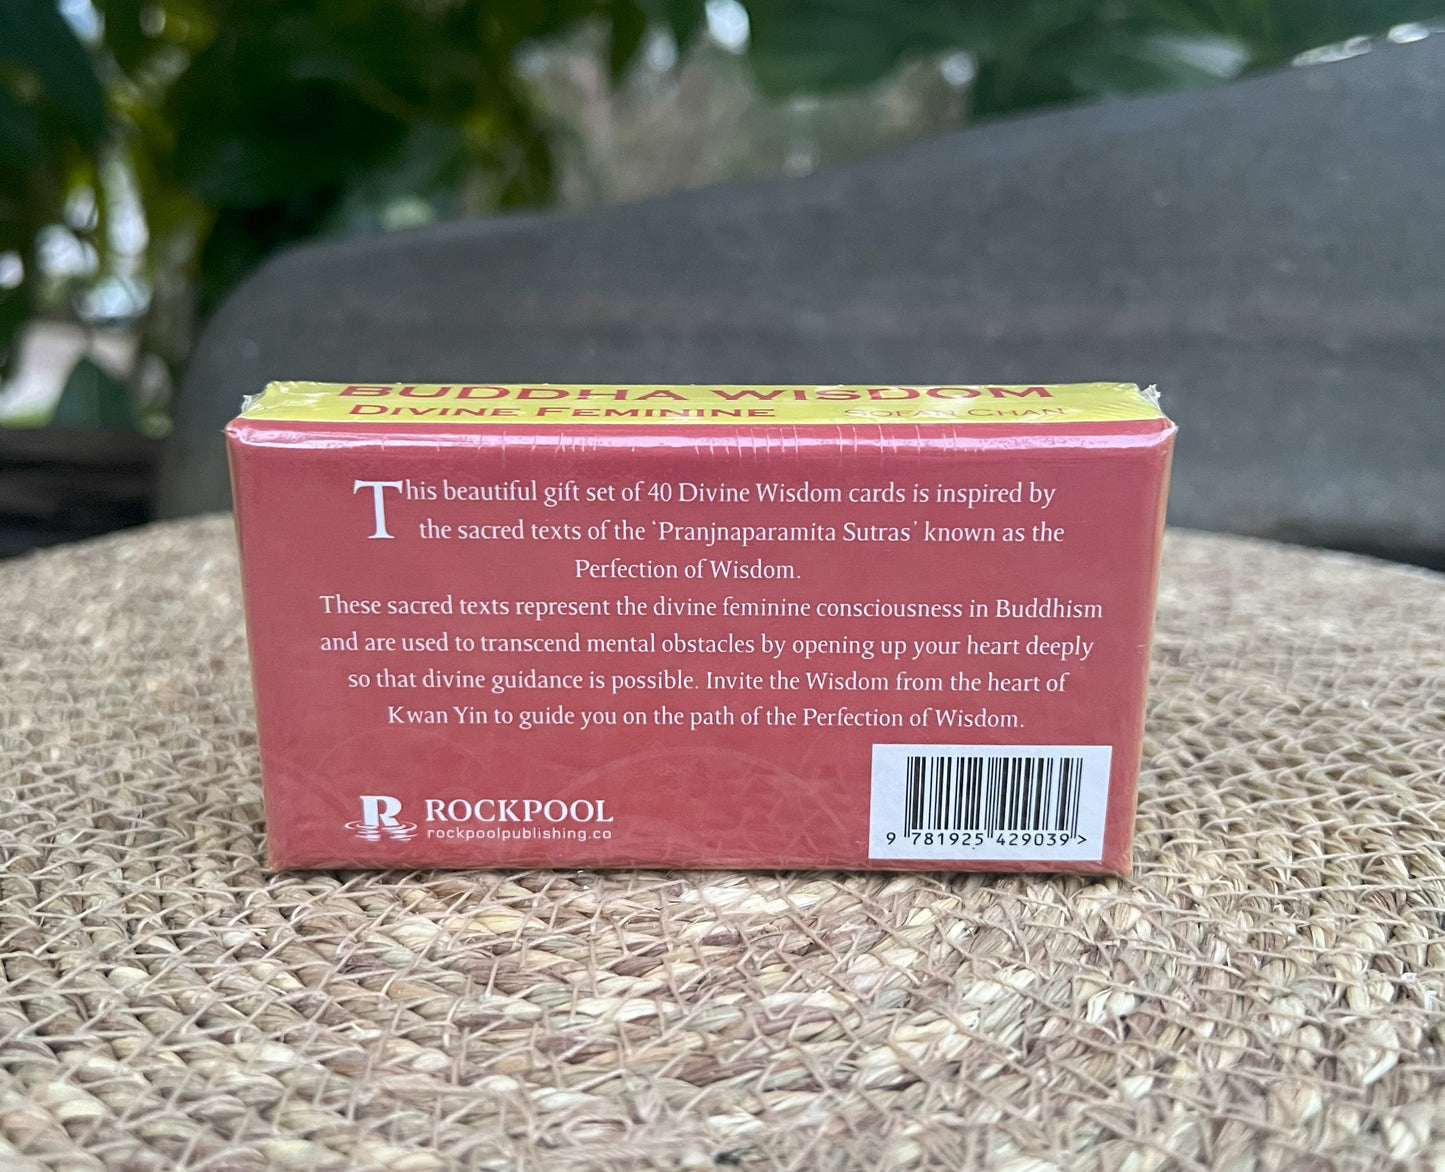 BUDDHA WISDOM
DIVINE FEMININE SOFAN CHAN
This beautiful gift set of 40 Divine Wisdom cards is inspired by
the sacred texts of the ‘Pranjnaparamita Sutras’ known as the
Perfection of Wisdom.
These sacred texts represent the divine feminine consciousness in Buddhism
and are used to transcend mental obstacles by opening up your heart deeply
so that divine guidance is possible. Invite the Wisdom from the heart of
Kwan Yin to guide you on the path of the Perfection of Wisdom.
R ROCKPOOL
rockpoolpublishing.co
9 781925 429039 >